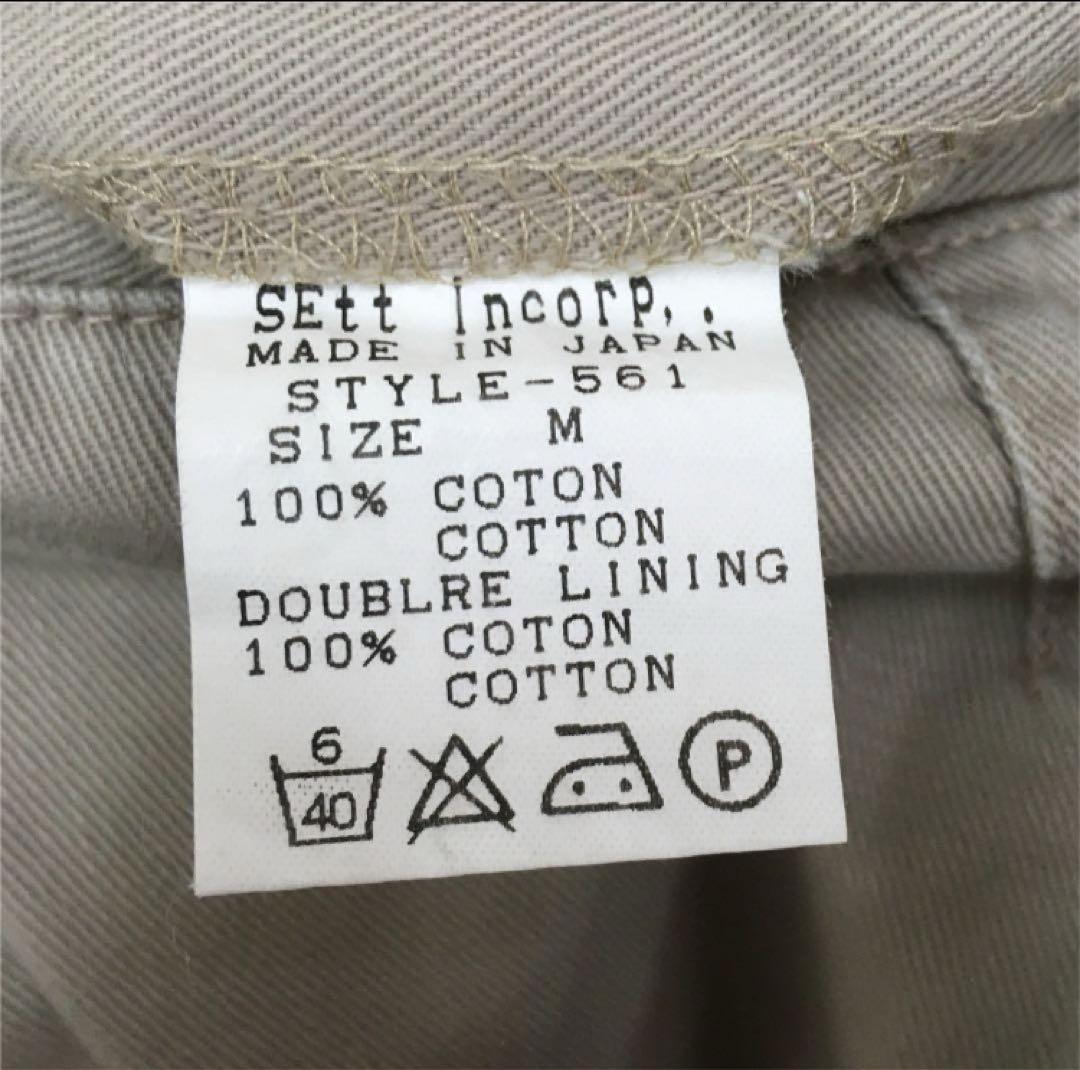 SEtt Incorp,.
MADE IN JAPAN
STYLE-561
SIZE M
100% COTON
COTTON
DOUBLRE LINING
100% COTON
COTTON
6
40
P